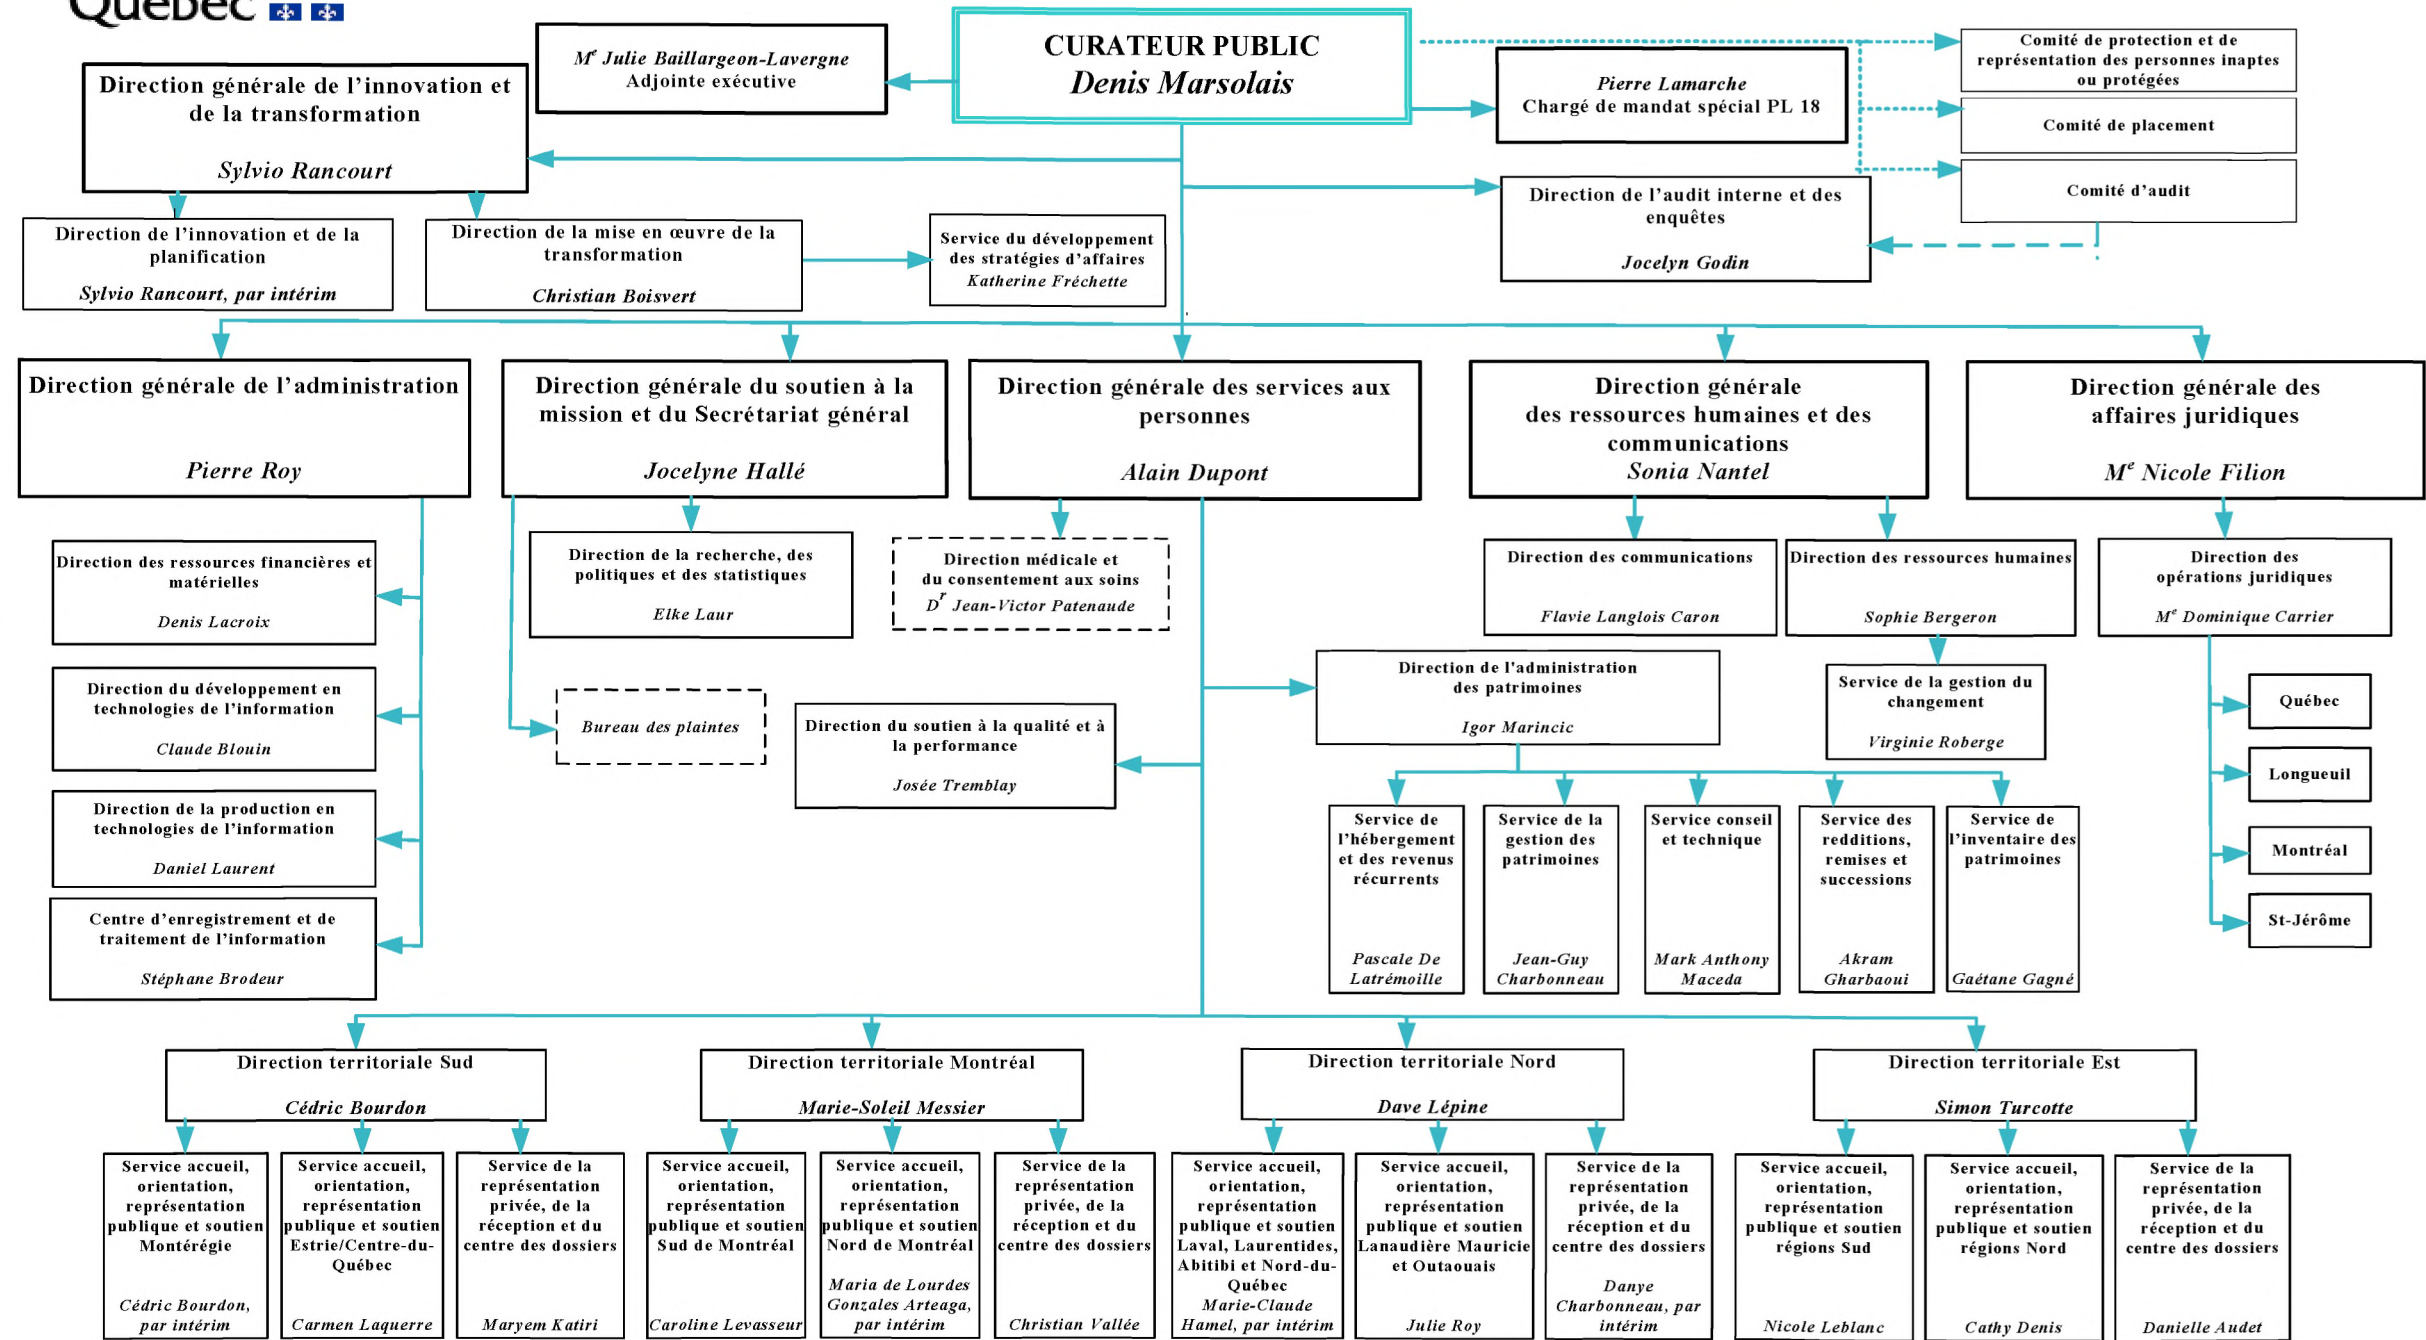 Québec
CURATEUR PUBLIC
Denis Marsolais
Mᵉ Julie Baillargeon-Lavergne
Adjointe exécutive
Pierre Lamarche
Chargé de mandat spécial PL 18
Comité de protection et de
représentation des personnes inaptes
ou protégées
Comité de placement
Comité d'audit
Direction générale de l'innovation et
de la transformation
Sylvio Rancourt
Direction de l'audit interne et des
enquêtes
Jocelyn Godin
Direction de l'innovation et de la
planification
Sylvio Rancourt, par intérim
Direction de la mise en œuvre de la
transformation
Christian Boisvert
Service du développement
des stratégies d'affaires
Katherine Fréchette
Direction générale de l'administration
Pierre Roy
Direction générale du soutien à la
mission et du Secrétariat général
Jocelyne Hallé
Direction générale des services aux
personnes
Alain Dupont
Direction générale
des ressources humaines et des
communications
Sonia Nantel
Direction générale des
affaires juridiques
Mᵉ Nicole Filion
Direction des ressources financières et
matérielles
Denis Lacroix
Direction du développement en
technologies de l'information
Claude Blouin
Direction de la production en
technologies de l'information
Daniel Laurent
Centre d'enregistrement et de
traitement de l'information
Stéphane Brodeur
Direction de la recherche, des
politiques et des statistiques
Elke Laur
Bureau des plaintes
Direction médicale et
du consentement aux soins
Dʳ Jean-Victor Patenaude
Direction du soutien à la qualité et à
la performance
Josée Tremblay
Direction de l'administration
des patrimoines
Igor Marincic
Service de
l'hébergement
et des revenus
récurrents
Pascale De
Latrémoille
Service de la
gestion des
patrimoines
Jean-Guy
Charbonneau
Service conseil
et technique
Mark Anthony
Maceda
Service des
redditions,
remises et
successions
Akram
Gharbaoui
Service de
l'inventaire des
patrimoines
Gaétane Gagné
Direction des communications
Flavie Langlois Caron
Direction des ressources humaines
Sophie Bergeron
Service de la gestion du
changement
Virginie Roberge
Direction des
opérations juridiques
Mᵉ Dominique Carrier
Québec
Longueuil
Montréal
St-Jérôme
Direction territoriale Sud
Cédric Bourdon
Direction territoriale Montréal
Marie-Soleil Messier
Direction territoriale Nord
Dave Lépine
Direction territoriale Est
Simon Turcotte
Service accueil,
orientation,
représentation
publique et soutien
Montérégie
Cédric Bourdon,
par intérim
Service accueil,
orientation,
représentation
publique et soutien
Estrie/Centre-du-
Québec
Carmen Laquerre
Service de la
représentation
privée, de la
réception et du
centre des dossiers
Maryem Katiri
Service accueil,
orientation,
représentation
publique et soutien
Sud de Montréal
Caroline Levasseur
Service accueil,
orientation,
représentation
publique et soutien
Nord de Montréal
Maria de Lourdes
Gonzales Arteaga,
par intérim
Service de la
représentation
privée, de la
réception et du
centre des dossiers
Christian Vallée
Service accueil,
orientation,
représentation
publique et soutien
Laval, Laurentides,
Abitibi et Nord-du-
Québec
Marie-Claude
Hamel, par intérim
Service accueil,
orientation,
représentation
publique et soutien
Lanaudière Mauricie
et Outaouais
Julie Roy
Service de la
représentation
privée, de la
réception et du
centre des dossiers
Danye
Charbonneau, par
intérim
Service accueil,
orientation,
représentation
publique et soutien
régions Sud
Nicole Leblanc
Service accueil,
orientation,
représentation
publique et soutien
régions Nord
Cathy Denis
Service de la
représentation
privée, de la
réception et du
centre des dossiers
Danielle Audet